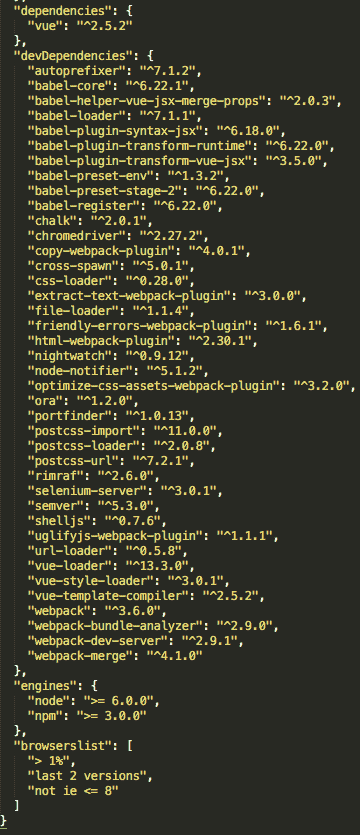 "dependencies": {
"vue": "^2.5.2"
},
"devDependencies": {
"autoprefixer": "^7.1.2",
"babel-core": "^6.22.1",
"babel-helper-vue-jsx-merge-props": "^2.0.3",
"babel-loader": "^7.1.1",
"babel-plugin-syntax-jsx": "^6.18.0",
"babel-plugin-transform-runtime": "^6.22.0",
"babel-plugin-transform-vue-jsx": "^3.5.0",
"babel-preset-env": "^1.3.2",
"babel-preset-stage-2": "^6.22.0",
"babel-register": "^6.22.0",
"chalk": "^2.0.1",
"chromedriver": "^2.27.2",
"copy-webpack-plugin": "^4.0.1",
"cross-spawn": "^5.0.1",
"css-loader": "^0.28.0",
"extract-text-webpack-plugin": "^3.0.0",
"file-loader": "^1.1.4",
"friendly-errors-webpack-plugin": "^1.6.1",
"html-webpack-plugin": "^2.30.1",
"nightwatch": "^0.9.12",
"node-notifier": "^5.1.2",
"optimize-css-assets-webpack-plugin": "^3.2.0",
"ora": "^1.2.0",
"portfinder": "^1.0.13",
"postcss-import": "^11.0.0",
"postcss-loader": "^2.0.8",
"postcss-url": "^7.2.1",
"rimraf": "^2.6.0",
"selenium-server": "^3.0.1",
"semver": "^5.3.0",
"shelljs": "^0.7.6",
"uglifyjs-webpack-plugin": "^1.1.1",
"url-loader": "^0.5.8",
"vue-loader": "^13.3.0",
"vue-style-loader": "^3.0.1",
"vue-template-compiler": "^2.5.2",
"webpack": "^3.6.0",
"webpack-bundle-analyzer": "^2.9.0",
"webpack-dev-server": "^2.9.1",
"webpack-merge": "^4.1.0"
},
"engines": {
"node": ">= 6.0.0",
"npm": ">= 3.0.0"
},
"browserslist": [
"> 1%",
"last 2 versions",
"not ie <= 8"
]
}